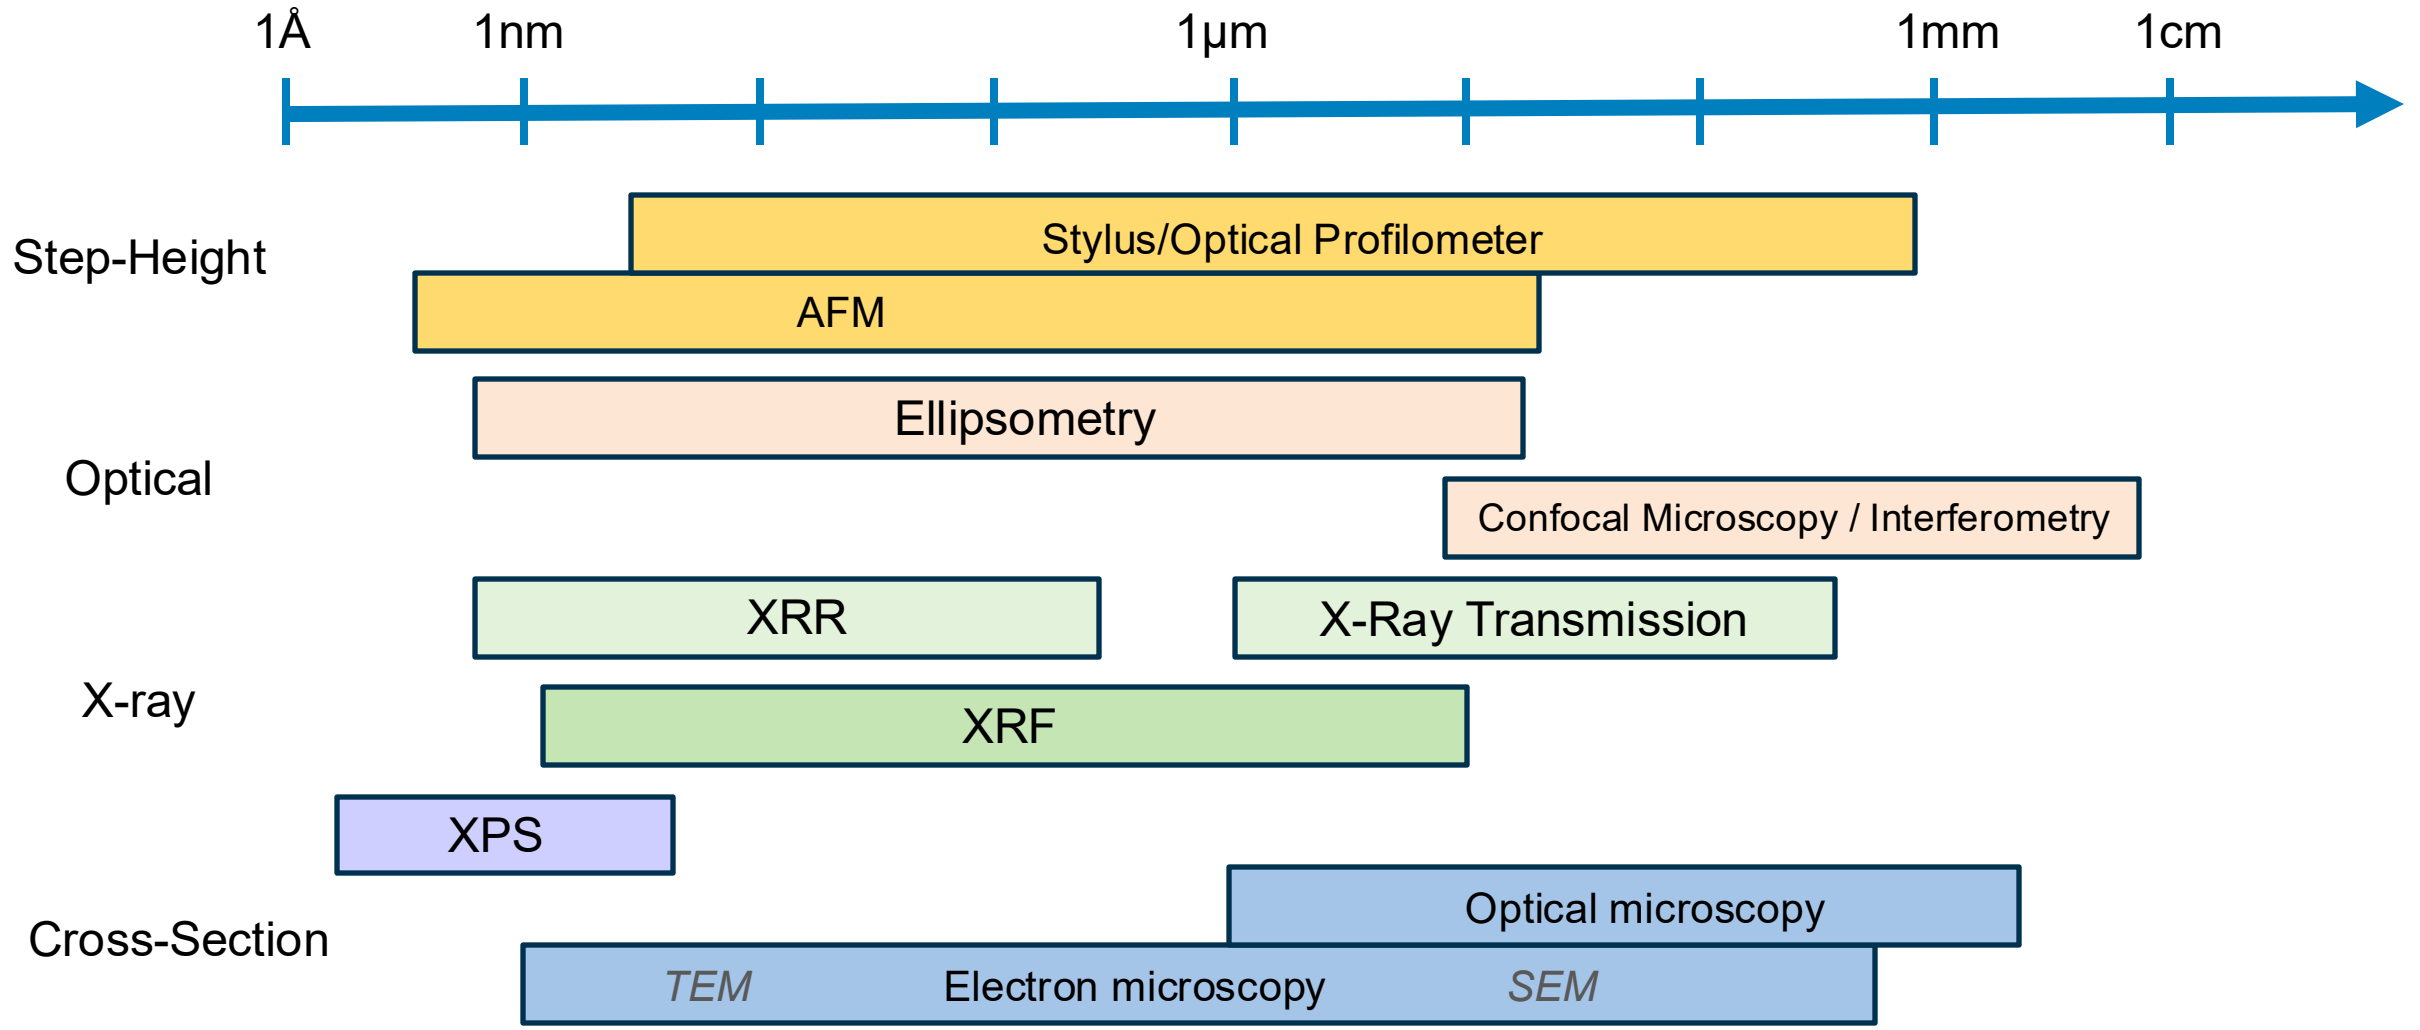 1Å
1nm
1µm
1mm
1cm
Step-Height
Stylus/Optical Profilometer
AFM
Optical
Ellipsometry
Confocal Microscopy / Interferometry
X-ray
XRR
X-Ray Transmission
XRF
XPS
Cross-Section
Optical microscopy
TEM
Electron microscopy
SEM